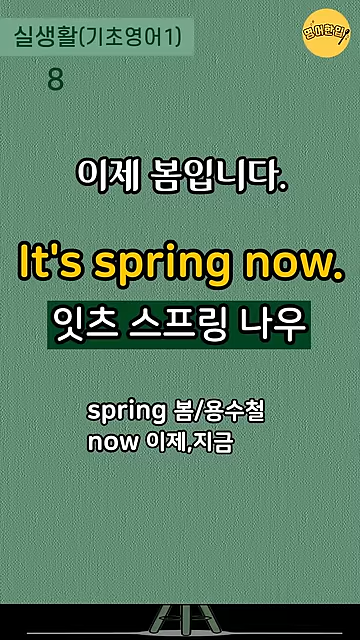 실생활(기초영어1)
영어한입
8
이제 봄입니다.
It's spring now.
잇츠 스프링 나우
spring 봄/용수철
now 이제,지금